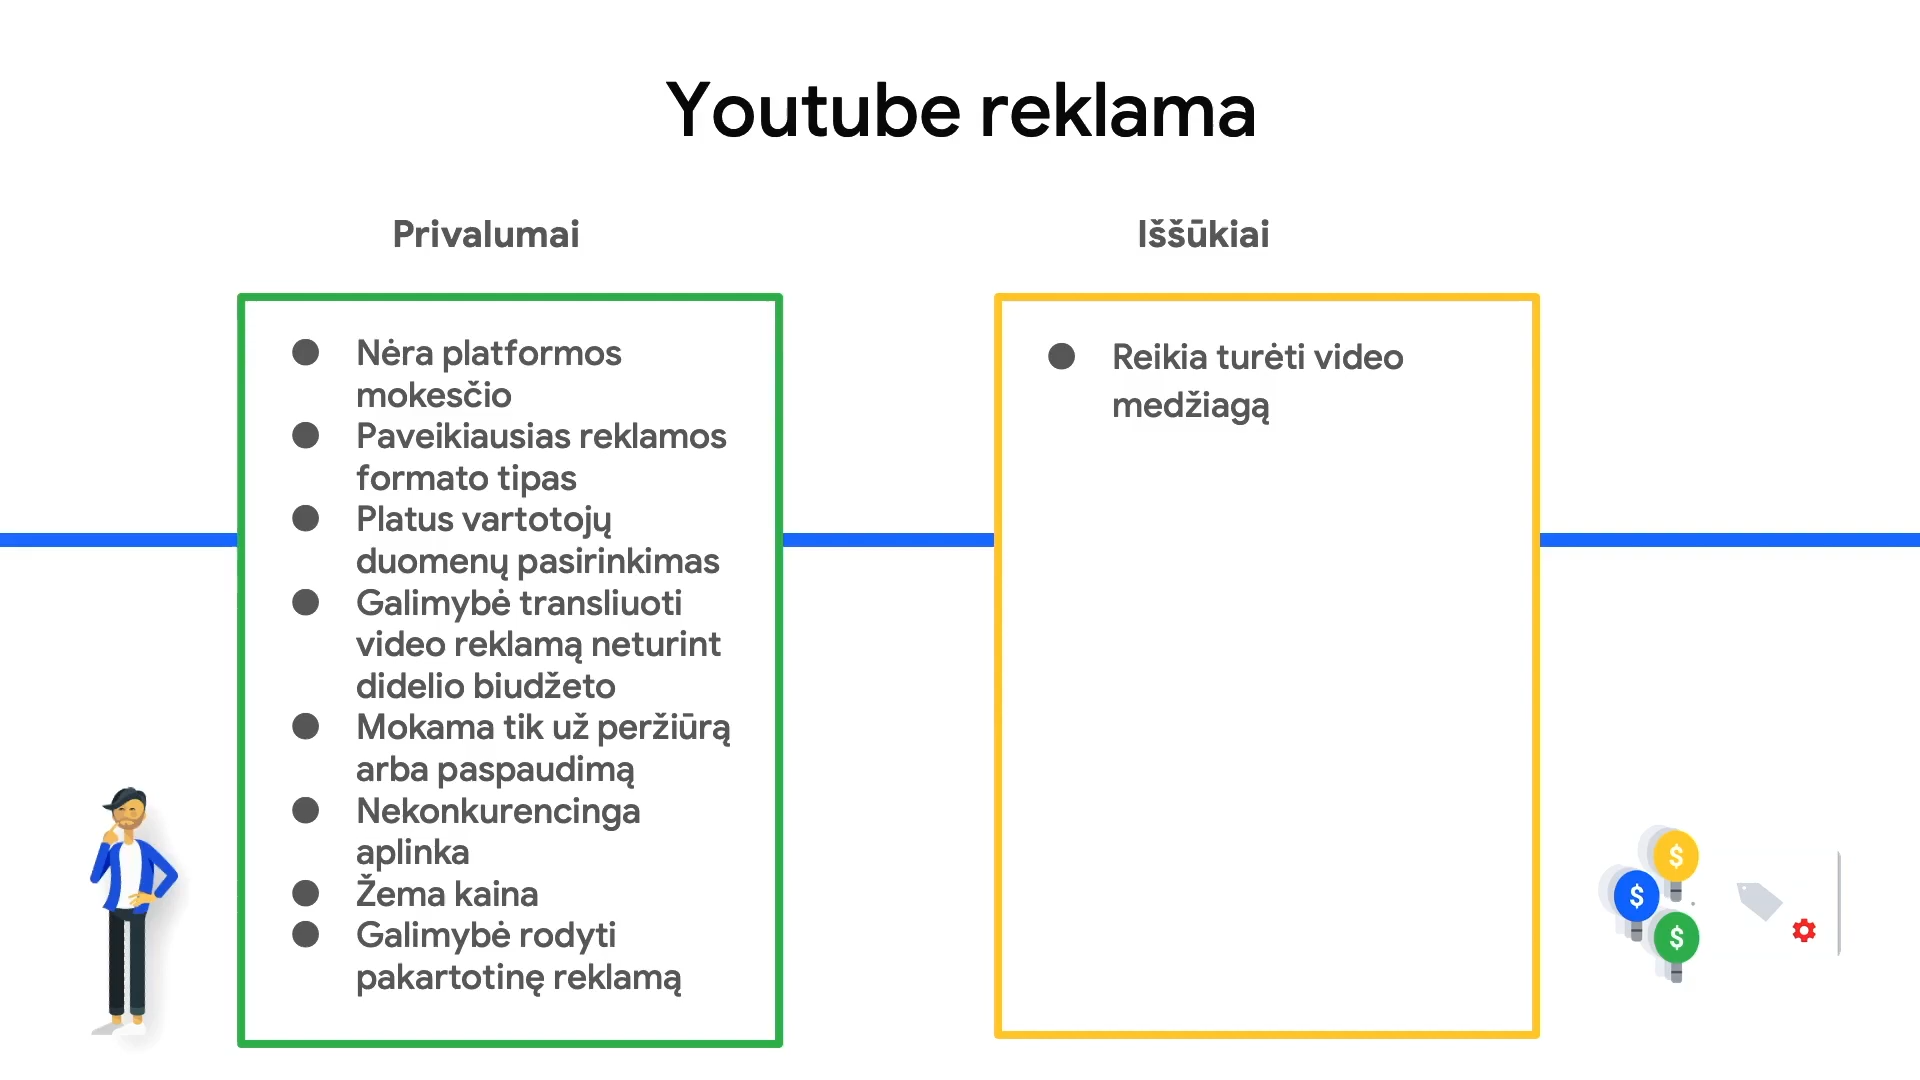 Youtube reklama
Privalumai
Nėra platformos
mokesčio
Paveikiausias reklamos
formato tipas
Platus vartotojų
duomenų pasirinkimas
Galimybė transliuoti
video reklamą neturint
didelio biudžeto
Mokama tik už peržiūrą
arba paspaudimą
Nekonkurencinga
aplinka
Žema kaina
Galimybė rodyti
pakartotinę reklamą
Iššūkiai
Reikia turėti video
medžiagą
$
$
$